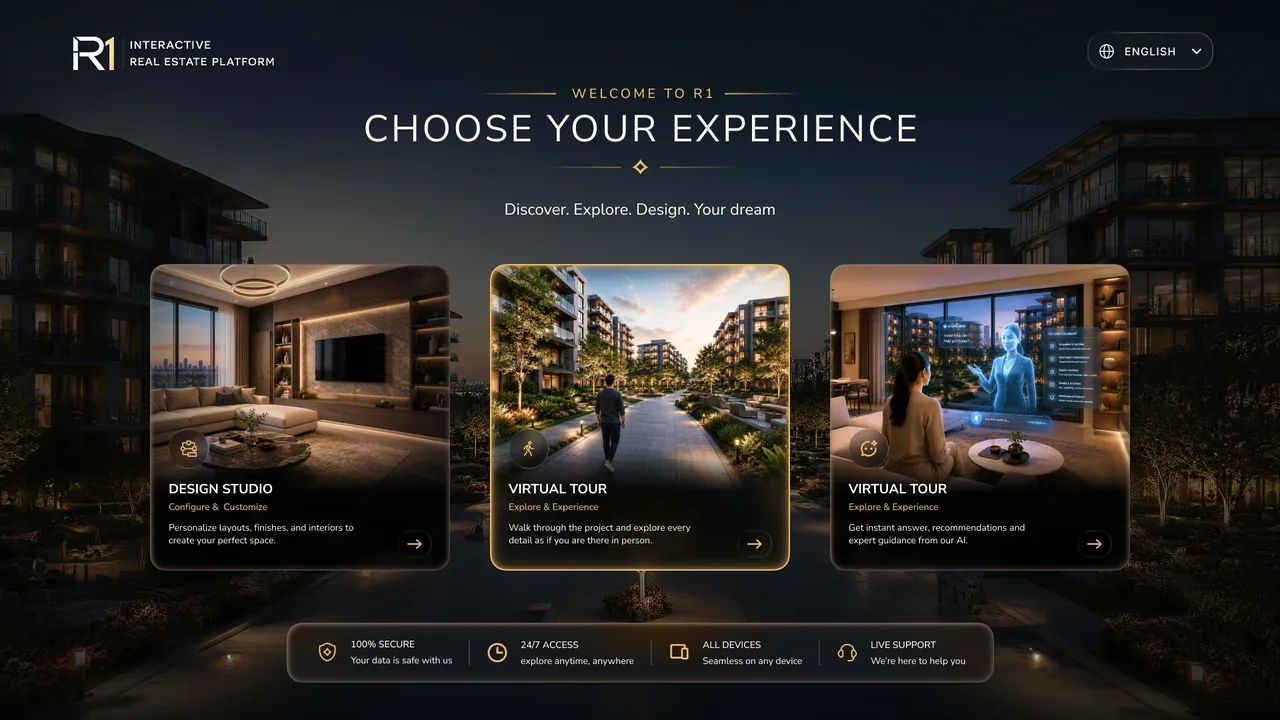 R1
INTERACTIVE
REAL ESTATE PLATFORM
ENGLISH
WELCOME TO R1
CHOOSE YOUR EXPERIENCE
Discover. Explore. Design. Your dream
DESIGN STUDIO
Configure & Customize
Personalize layouts, finishes, and interiors to
create your perfect space.
VIRTUAL TOUR
Explore & Experience
Walk through the project and explore every
detail as if you are there in person.
VIRTUAL TOUR
Explore & Experience
Get instant answer, recommendations and
expert guidance from our AI.
100% SECURE
Your data is safe with us
24/7 ACCESS
explore anytime, anywhere
ALL DEVICES
Seamless on any device
LIVE SUPPORT
We're here to help you